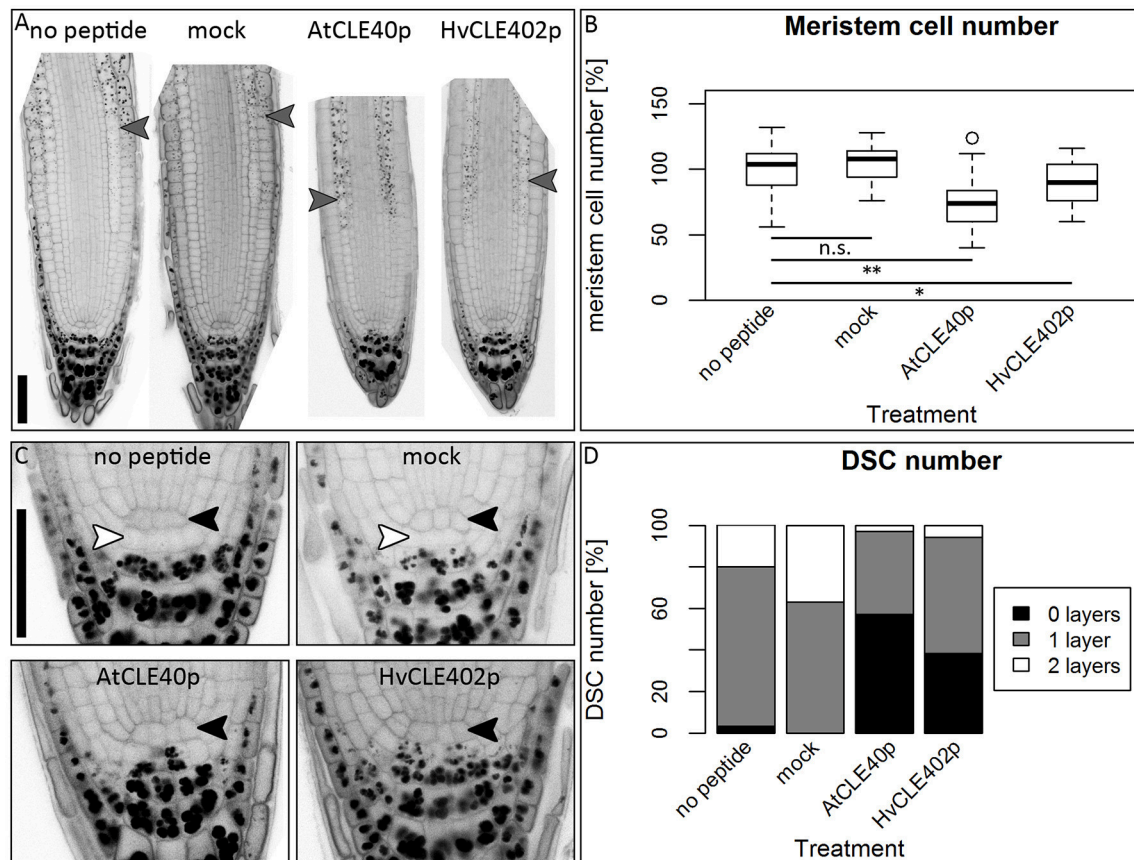 A
no peptide mock AtCLE40p HvCLE402p
B
Meristem cell number
meristem cell number [%]
150
100
50
0
n.s.
**
*
no peptide mock AtCLE40p HvCLE402p
Treatment
C
no peptide mock
AtCLE40p HvCLE402p
D
DSC number
DSC number [%]
100
60
20
0
0 layers
1 layer
2 layers
no peptide mock AtCLE40p HvCLE402p
Treatment